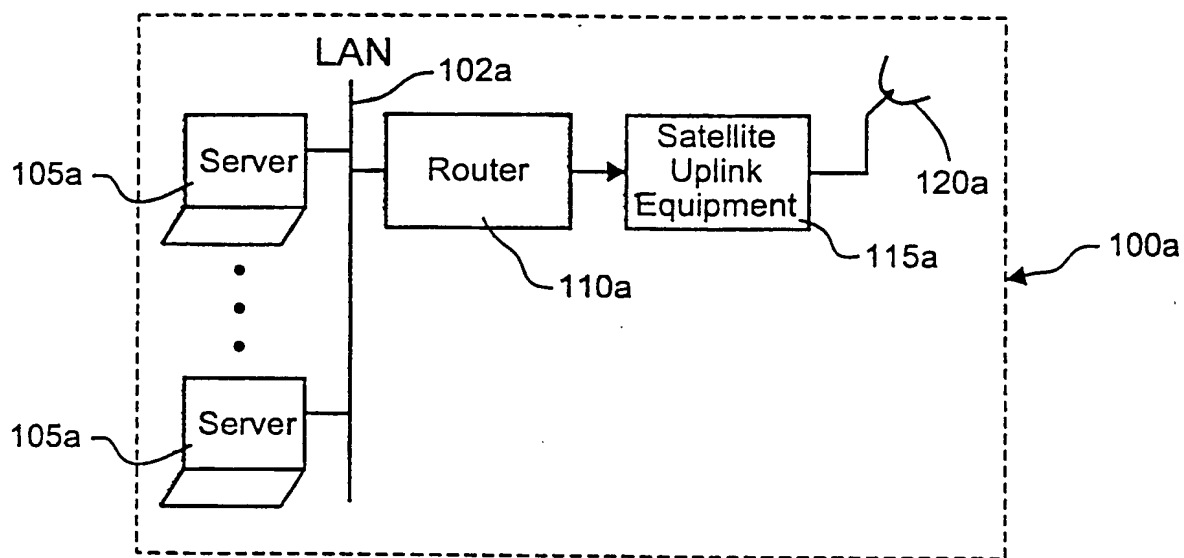 LAN
102a
Server
105a
Router
Satellite
Uplink
Equipment
120a
115a
100a
110a
Server
105a